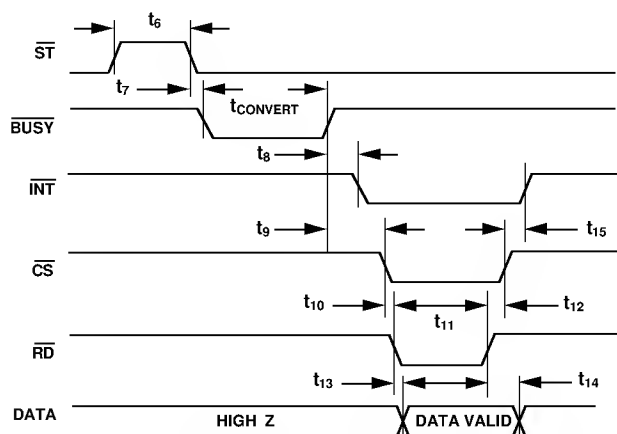 t6
ST
t7
tCONVERT
BUSY
t8
INT
t9
t15
CS
t10
t11
t12
RD
t13
t14
DATA
HIGH Z
DATA VALID